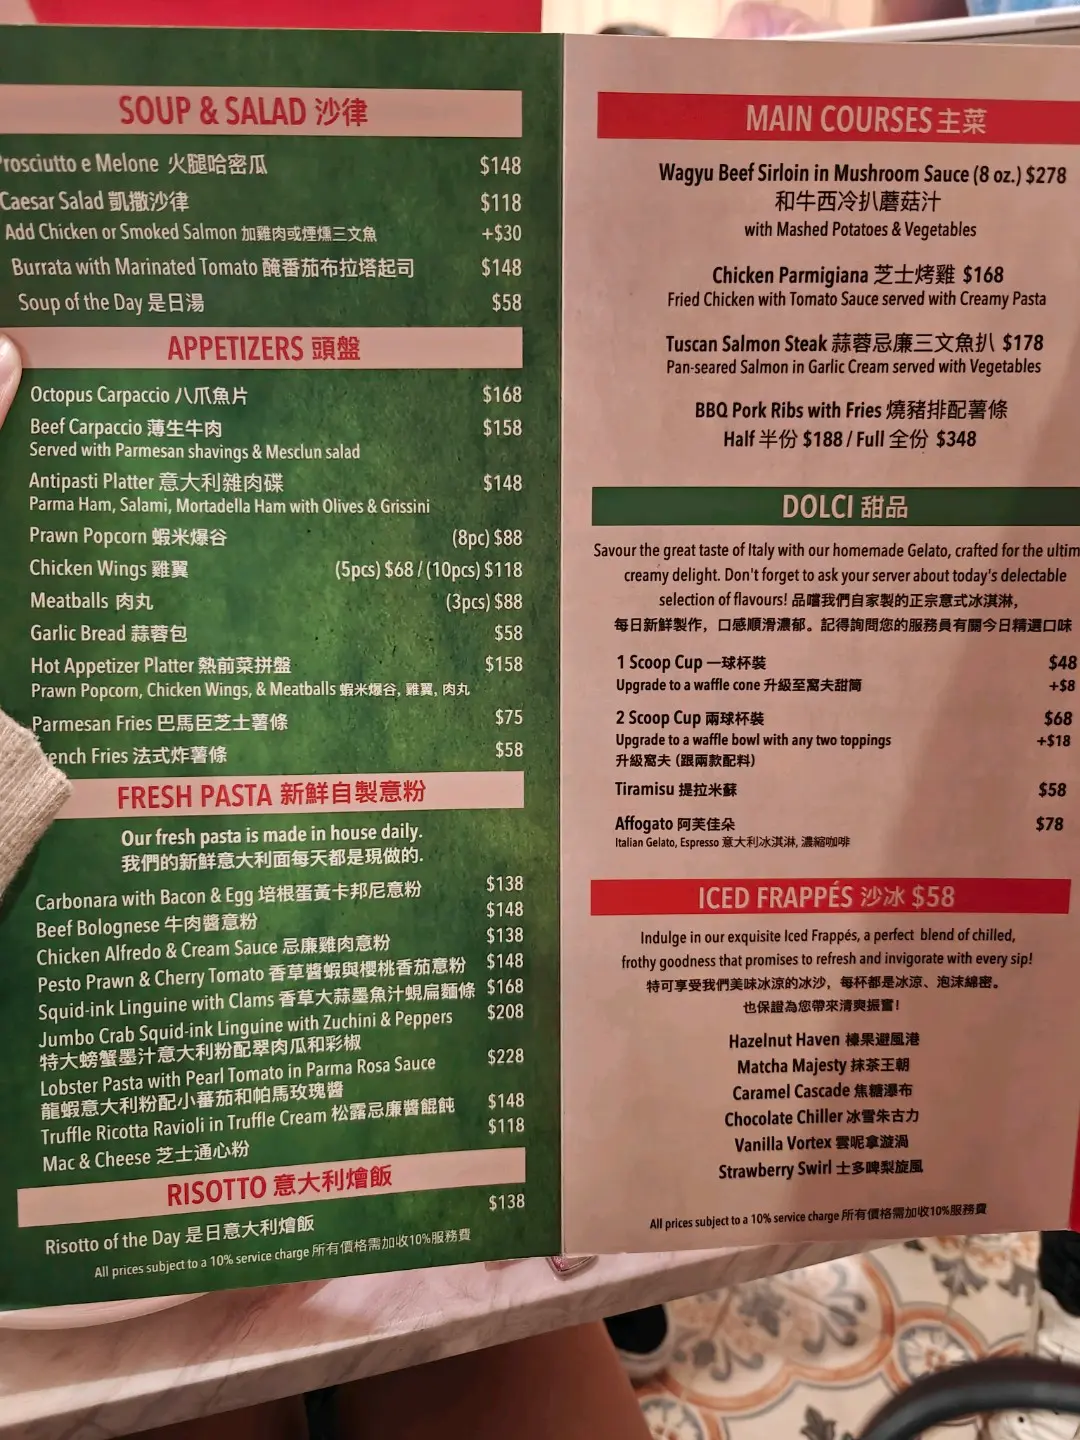 SOUP & SALAD 沙律
Prosciutto e Melone 火腿哈密瓜 $148
Caesar Salad 凱撒沙律 $118
Add Chicken or Smoked Salmon 加雞肉或煙燻三文魚 +$30
Burrata with Marinated Tomato 醃番茄布拉塔起司 $148
Soup of the Day 是日湯 $58
APPETIZERS 頭盤
Octopus Carpaccio 八爪魚片 $168
Beef Carpaccio 薄生牛肉 $158
Served with Parmesan shavings & Mesclun salad
Antipasti Platter 意大利雜肉碟 $148
Parma Ham, Salami, Mortadella Ham with Olives & Grissini
Prawn Popcorn 蝦米爆谷 (8pc) $88
Chicken Wings 雞翼 (5pcs) $68 / (10pcs) $118
Meatballs 肉丸 (3pcs) $88
Garlic Bread 蒜蓉包 $58
Hot Appetizer Platter 熱前菜拼盤 $158
Prawn Popcorn, Chicken Wings, & Meatballs 蝦米爆谷, 雞翼, 肉丸
Parmesan Fries 巴馬臣芝士薯條 $75
French Fries 法式炸薯條 $58
FRESH PASTA 新鮮自製意粉
Our fresh pasta is made in house daily.
我們的新鮮意大利面每天都是現做的.
Carbonara with Bacon & Egg 培根蛋黃卡邦尼意粉 $138
Beef Bolognese 牛肉醬意粉 $148
Chicken Alfredo & Cream Sauce 忌廉雞肉意粉 $138
Pesto Prawn & Cherry Tomato 香草醬蝦與櫻桃香茄意粉 $148
Squid-ink Linguine with Clams 香草大蒜墨魚汁蜆扁麵條 $168
Jumbo Crab Squid-ink Linguine with Zuchini & Peppers $208
特大螃蟹墨汁意大利粉配翠肉瓜和彩椒
Lobster Pasta with Pearl Tomato in Parma Rosa Sauce $228
龍蝦意大利粉配小蕃茄和帕馬玫瑰醬
Truffle Ricotta Ravioli in Truffle Cream 松露忌廉醬餛飩 $148
Mac & Cheese 芝士通心粉 $118
RISOTTO 意大利燴飯
Risotto of the Day 是日意大利燴飯 $138
All prices subject to a 10% service charge 所有價格需加收10%服務費
MAIN COURSES 主菜
Wagyu Beef Sirloin in Mushroom Sauce (8 oz.) $278
和牛西冷扒蘑菇汁
with Mashed Potatoes & Vegetables
Chicken Parmigiana 芝士烤雞 $168
Fried Chicken with Tomato Sauce served with Creamy Pasta
Tuscan Salmon Steak 蒜蓉忌廉三文魚扒 $178
Pan-seared Salmon in Garlic Cream served with Vegetables
BBQ Pork Ribs with Fries 燒豬排配薯條
Half 半份 $188 / Full 全份 $348
DOLCI 甜品
Savour the great taste of Italy with our homemade Gelato, crafted for the ultim
creamy delight. Don't forget to ask your server about today's delectable
selection of flavours! 品嚐我們自家製的正宗意式冰淇淋，
每日新鮮製作，口感順滑濃郁。記得詢問您的服務員有關今日精選口味
1 Scoop Cup 一球杯裝 $48
Upgrade to a waffle cone 升級至窩夫甜筒 +$8
2 Scoop Cup 兩球杯裝 $68
Upgrade to a waffle bowl with any two toppings +$18
升級窩夫 (跟兩款配料)
Tiramisu 提拉米蘇 $58
Affogato 阿芙佳朵 $78
Italian Gelato, Espresso 意大利冰淇淋, 濃縮咖啡
ICED FRAPPÉS 沙冰 $58
Indulge in our exquisite Iced Frappés, a perfect blend of chilled,
frothy goodness that promises to refresh and invigorate with every sip!
特可享受我們美味冰涼的冰沙，每杯都是冰涼、泡沫綿密。
也保證為您帶來清爽振奮！
Hazelnut Haven 榛果避風港
Matcha Majesty 抹茶王朝
Caramel Cascade 焦糖瀑布
Chocolate Chiller 冰雪朱古力
Vanilla Vortex 雲呢拿漩渦
Strawberry Swirl 士多啤梨旋風
All prices subject to a 10% service charge 所有價格需加收10%服務費